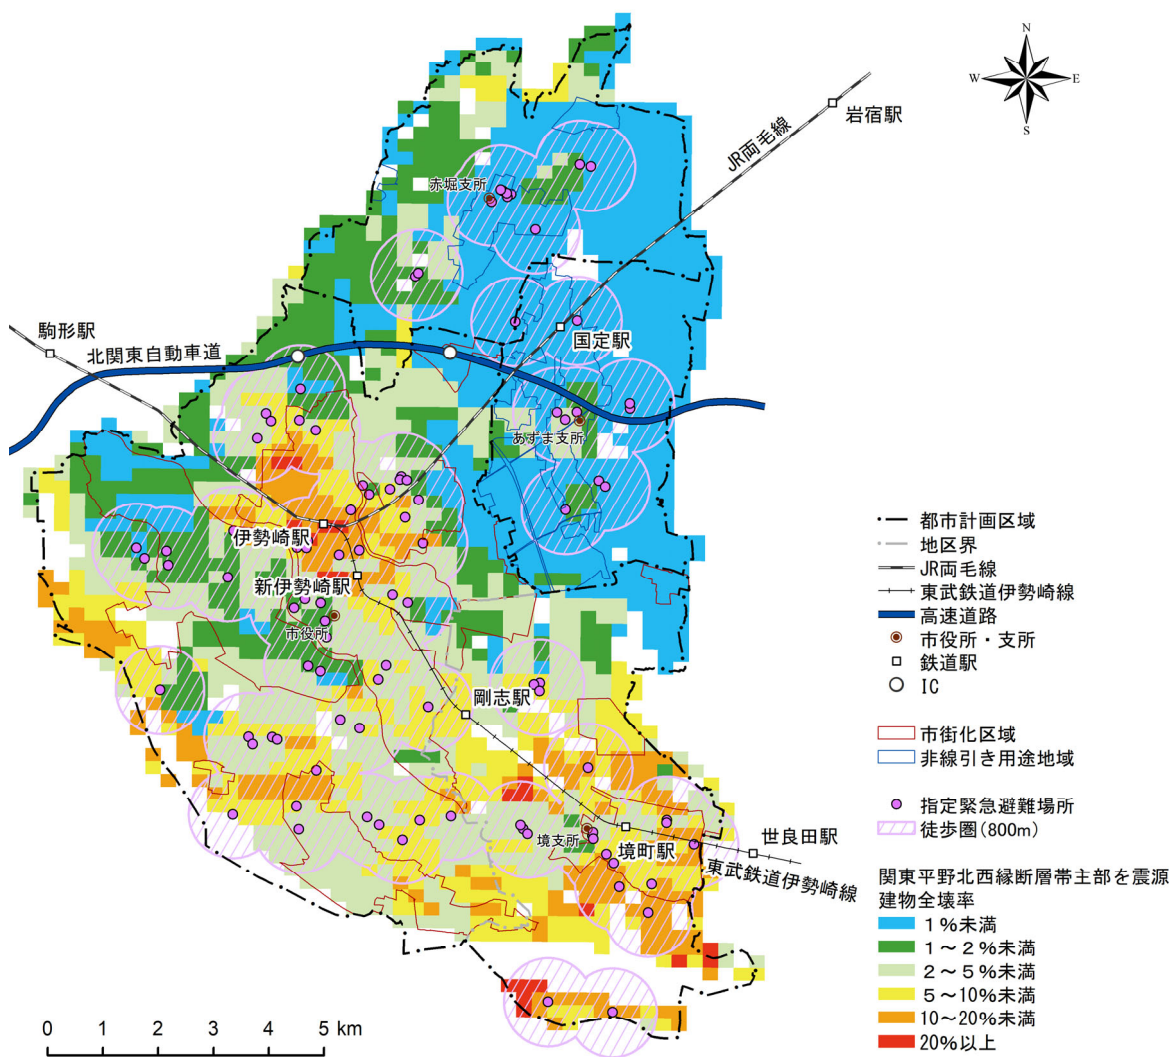 N
W
E
S
岩宿駅
JR両毛線
赤堀支所
駒形駅
北関東自動車道
国定駅
あずま支所
伊勢崎駅
新伊勢崎駅
市役所
剛志駅
境支所
境町駅
世良田駅
東武鉄道伊勢崎線
都市計画区域
地区界
JR両毛線
東武鉄道伊勢崎線
高速道路
市役所・支所
鉄道駅
IC
市街化区域
非線引き用途地域
指定緊急避難場所
徒歩圏(800m)
関東平野北西縁断層帯主部を震源
建物全壊率
1%未満
1～2%未満
2～5%未満
5～10%未満
10～20%未満
20%以上
0 1 2 3 4 5 km